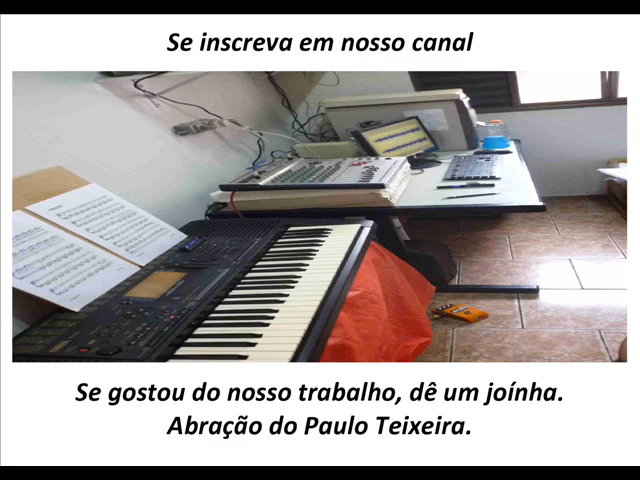 Se inscreva em nosso canal
Se gostou do nosso trabalho, dê um joínha.
Abração do Paulo Teixeira.